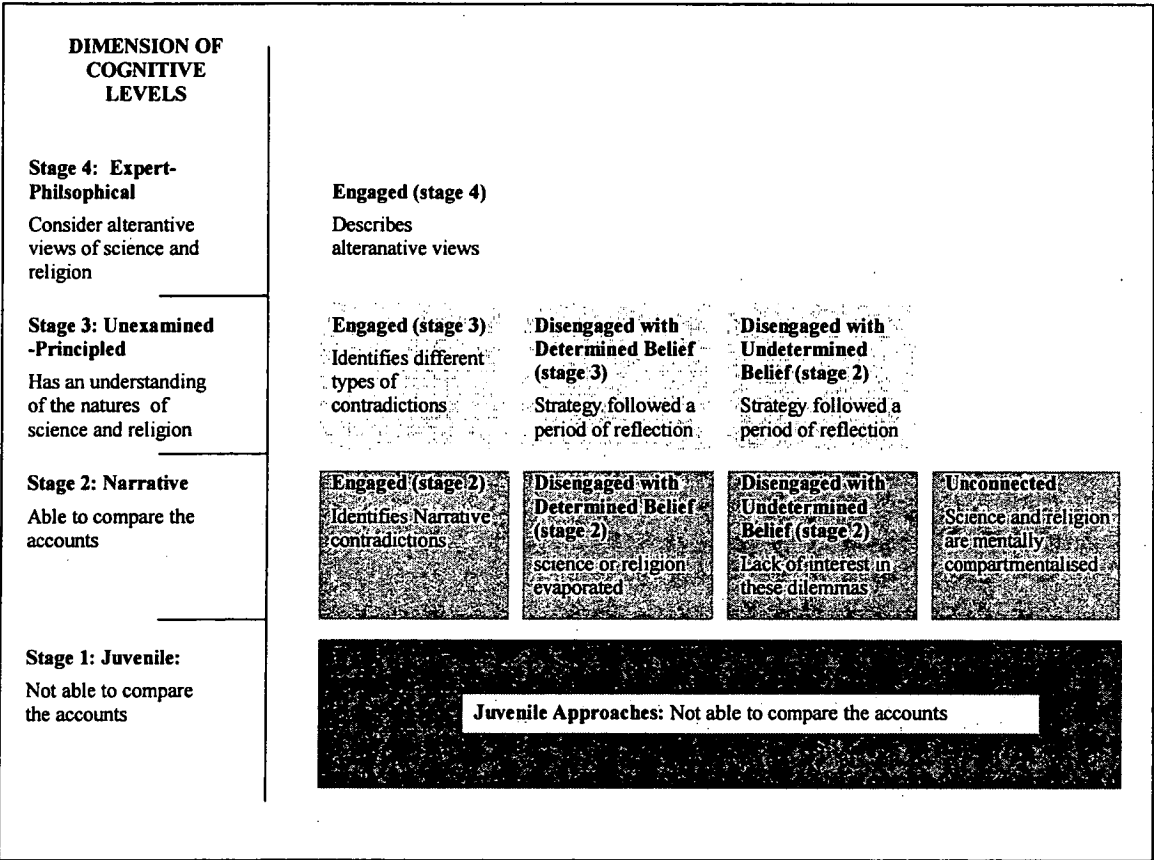 DIMENSION OF
COGNITIVE
LEVELS
Stage 4: Expert-
Philsophical
Consider alterantive
views of science and
religion
Engaged (stage 4)
Describes
alteranative views
Stage 3: Unexamined
-Principled
Has an understanding
of the natures of
science and religion
Engaged (stage 3)
Identifies different
types of
contradictions
Disengaged with
Determined Belief
(stage 3)
Strategy followed a
period of reflection
Disengaged with
Undetermined
Belief (stage 2)
Strategy followed a
period of reflection
Stage 2: Narrative
Able to compare the
accounts
Engaged (stage 2)
Identifies Narrative
contradictions
Disengaged with
Determined Belief
(stage 2)
science or religion
evaporated
Disengaged with
Undetermined
Belief (stage 2)
Lack of interest in
these dilemmas
Unconnected
Science and religion
are mentally
compartmentalised
Stage 1: Juvenile:
Not able to compare
the accounts
Juvenile Approaches: Not able to compare the accounts